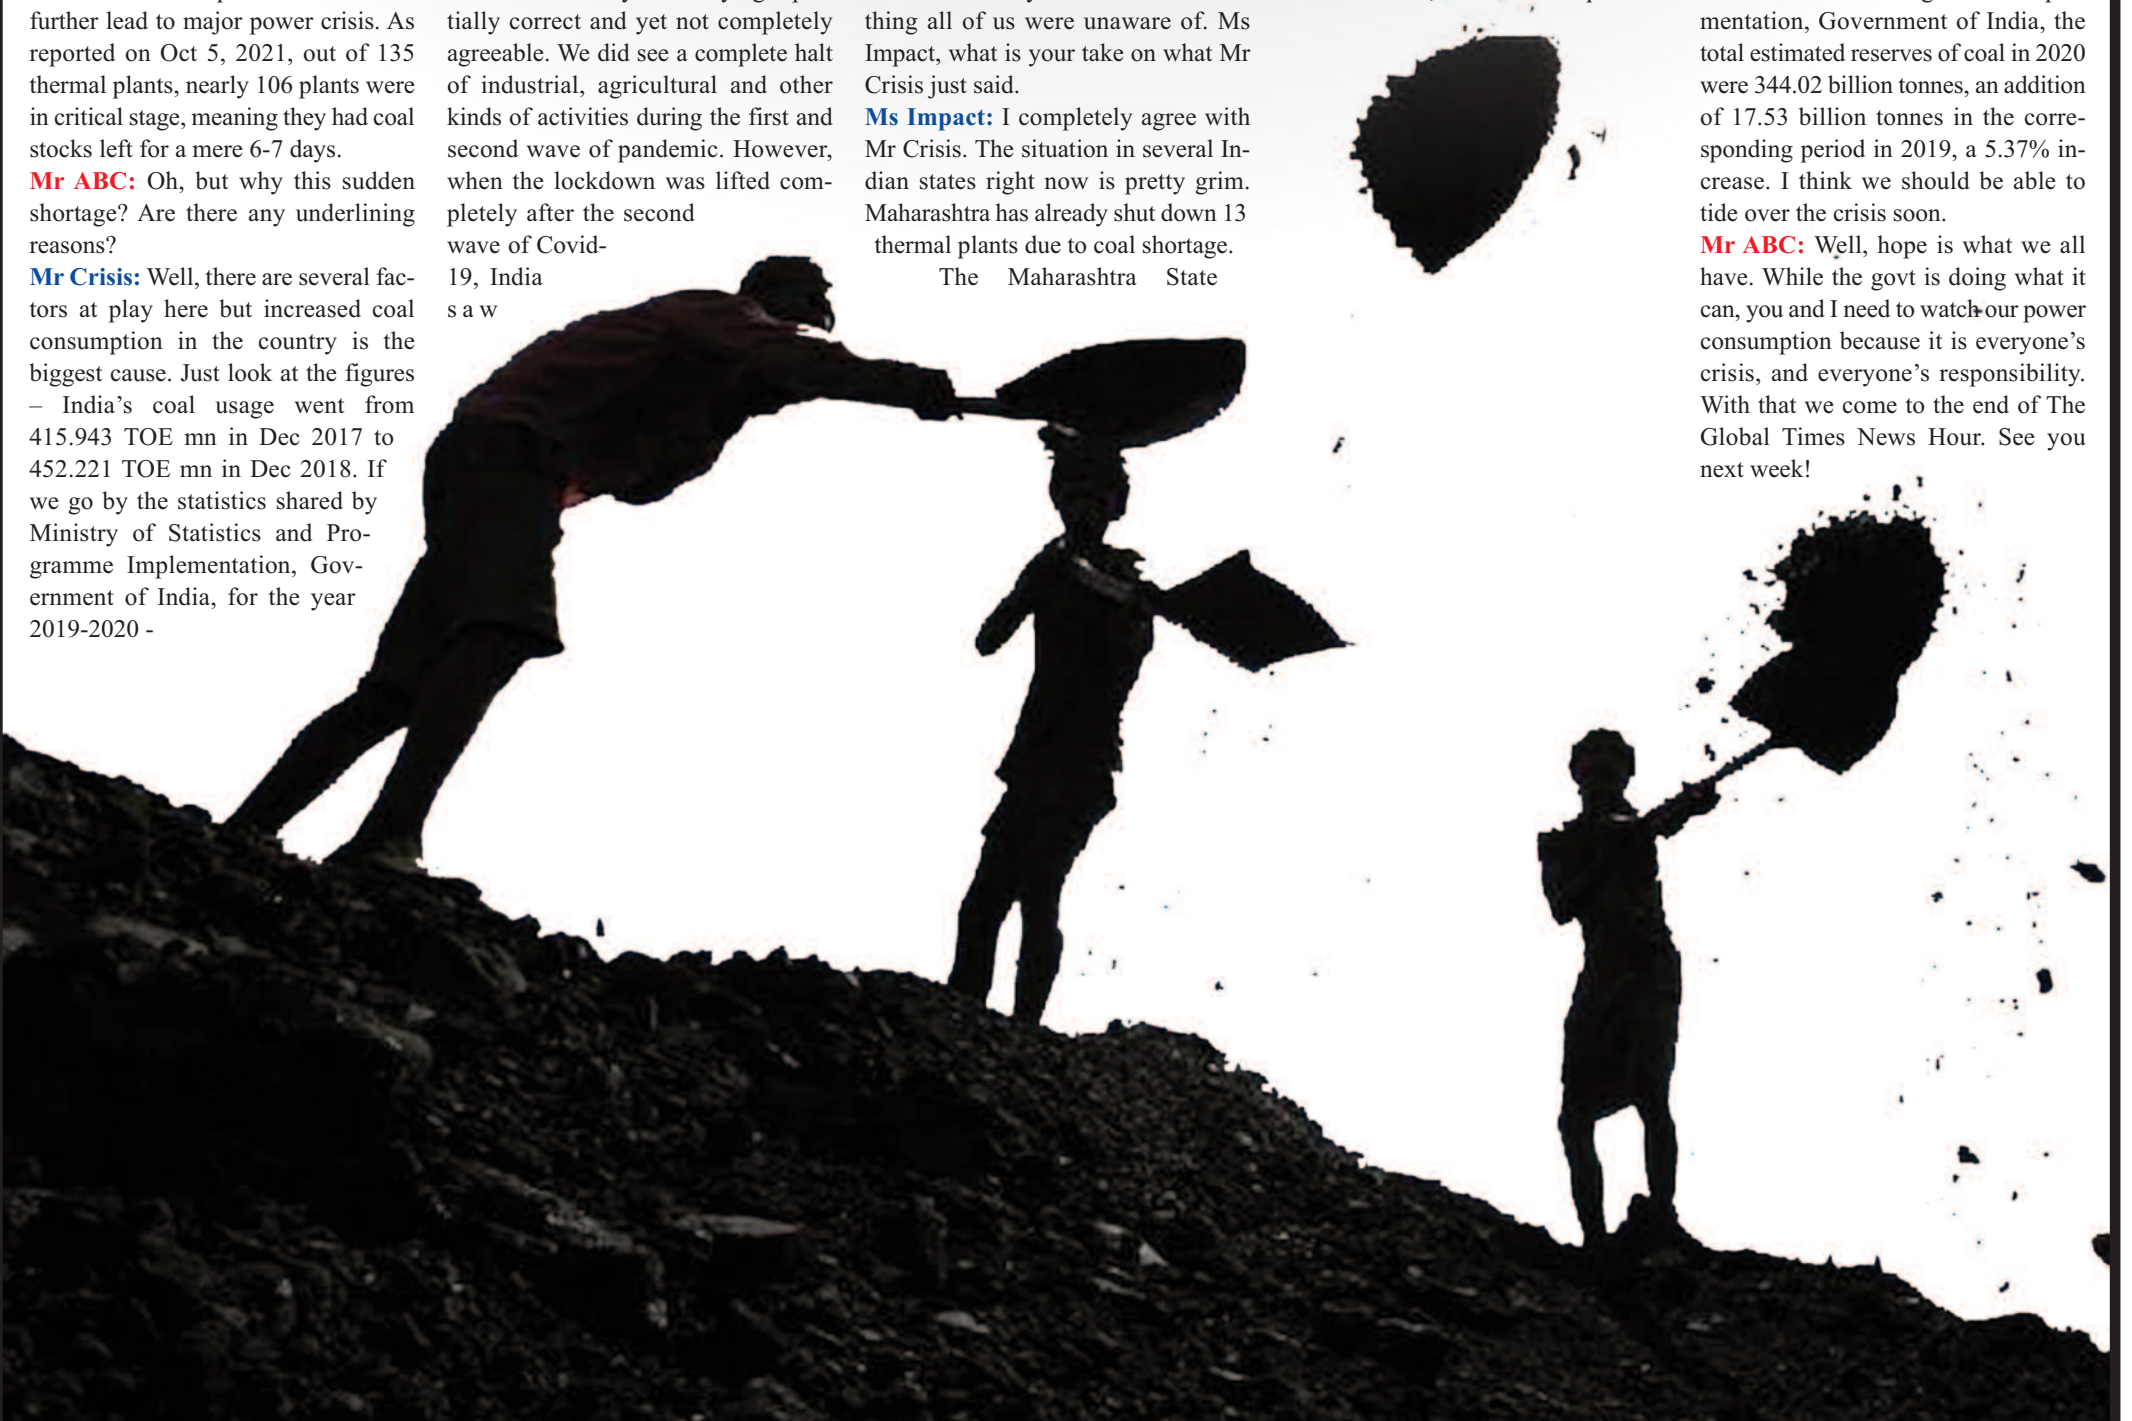 further lead to major power crisis. As
reported on Oct 5, 2021, out of 135
thermal plants, nearly 106 plants were
in critical stage, meaning they had coal
stocks left for a mere 6-7 days.
Mr ABC: Oh, but why this sudden
shortage? Are there any underlining
reasons?
Mr Crisis: Well, there are several fac-
tors at play here but increased coal
consumption in the country is the
biggest cause. Just look at the figures
– India’s coal usage went from
415.943 TOE mn in Dec 2017 to
452.221 TOE mn in Dec 2018. If
we go by the statistics shared by
Ministry of Statistics and Pro-
gramme Implementation, Gov-
ernment of India, for the year
2019-2020 -
tially correct and yet not completely
agreeable. We did see a complete halt
of industrial, agricultural and other
kinds of activities during the first and
second wave of pandemic. However,
when the lockdown was lifted com-
pletely after the second
wave of Covid-
19, India
saw
thing all of us were unaware of. Ms
Impact, what is your take on what Mr
Crisis just said.
Ms Impact: I completely agree with
Mr Crisis. The situation in several In-
dian states right now is pretty grim.
Maharashtra has already shut down 13
thermal plants due to coal shortage.
The Maharashtra State
mentation, Government of India, the
total estimated reserves of coal in 2020
were 344.02 billion tonnes, an addition
of 17.53 billion tonnes in the corre-
sponding period in 2019, a 5.37% in-
crease. I think we should be able to
tide over the crisis soon.
Mr ABC: Well, hope is what we all
have. While the govt is doing what it
can, you and I need to watch our power
consumption because it is everyone’s
crisis, and everyone’s responsibility.
With that we come to the end of The
Global Times News Hour. See you
next week!